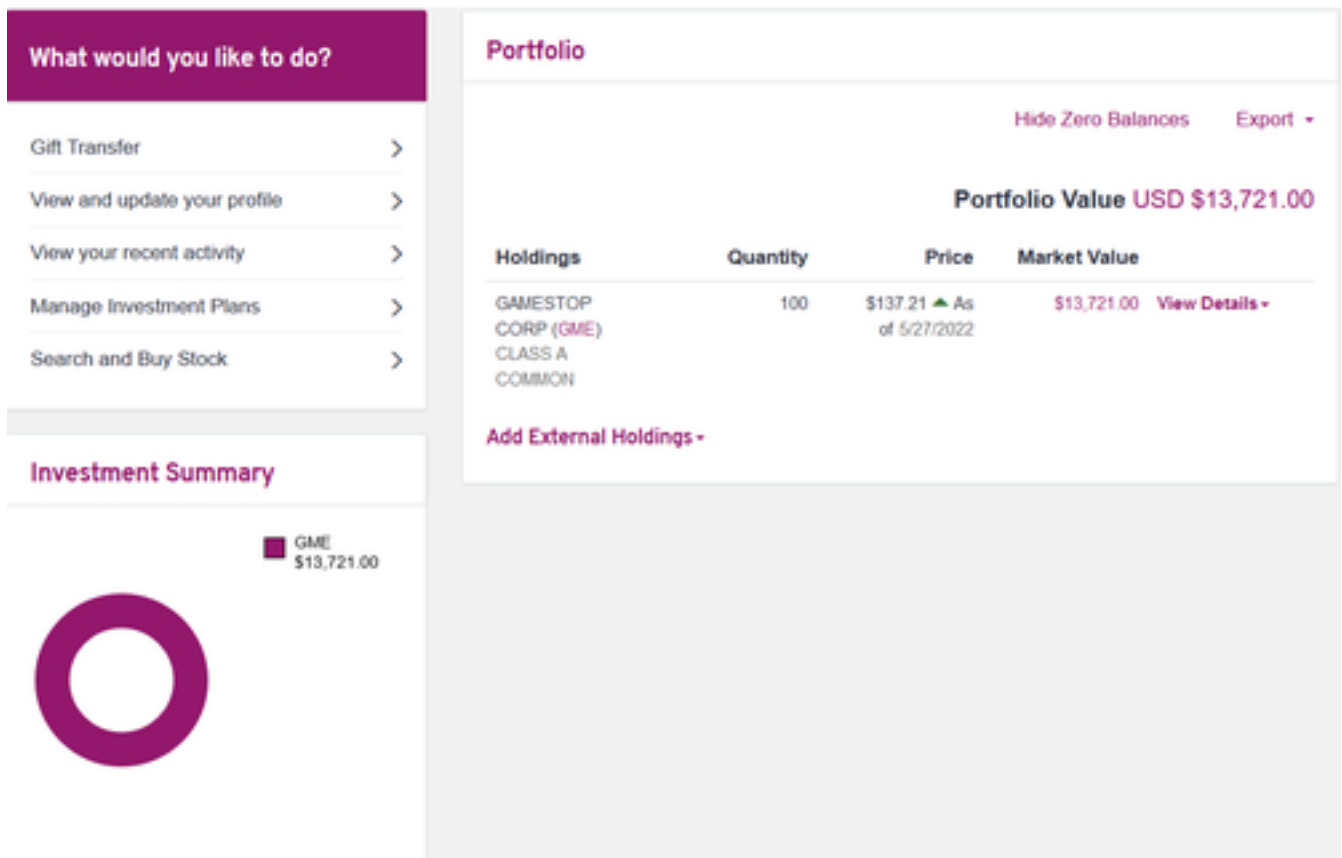 What would you like to do?
Gift Transfer
View and update your profile
View your recent activity
Manage Investment Plans
Search and Buy Stock
Investment Summary
GME
$13,721.00
Portfolio
Hide Zero Balances Export
Portfolio Value USD $13,721.00
Holdings Quantity Price Market Value
GAMESTOP 100 $137.21 As $13,721.00 View Details
CORP (GME) of 5/27/2022
CLASS A
COMMON
Add External Holdings